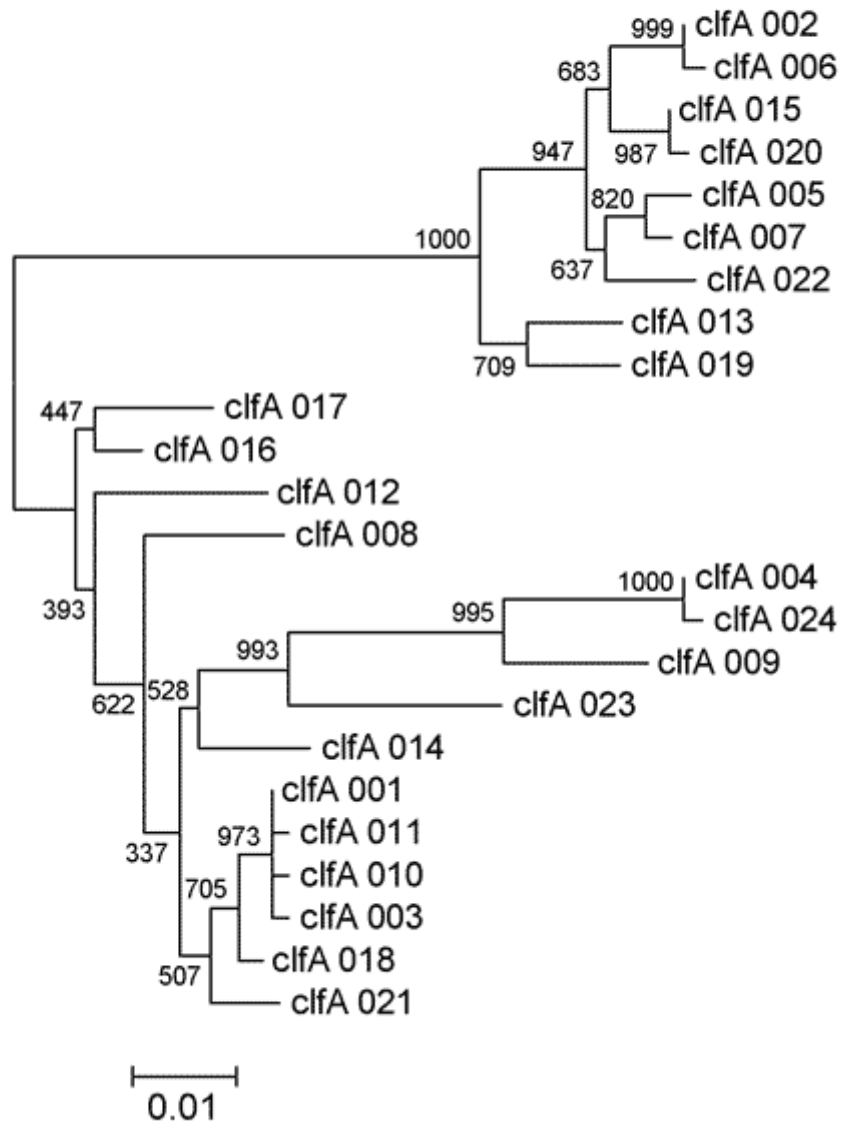 999 clfA 002
clfA 006
683
clfA 015
947 987 clfA 020
820 clfA 005
1000 clfA 007
637 clfA 022
clfA 013
709 clfA 019
447 clfA 017
clfA 016
clfA 012
clfA 008
1000 clfA 004
393 995 clfA 024
993 clfA 009
622 528 clfA 023
clfA 014
clfA 001
973 clfA 011
337
705 clfA 010
clfA 003
507 clfA 018
clfA 021
0.01